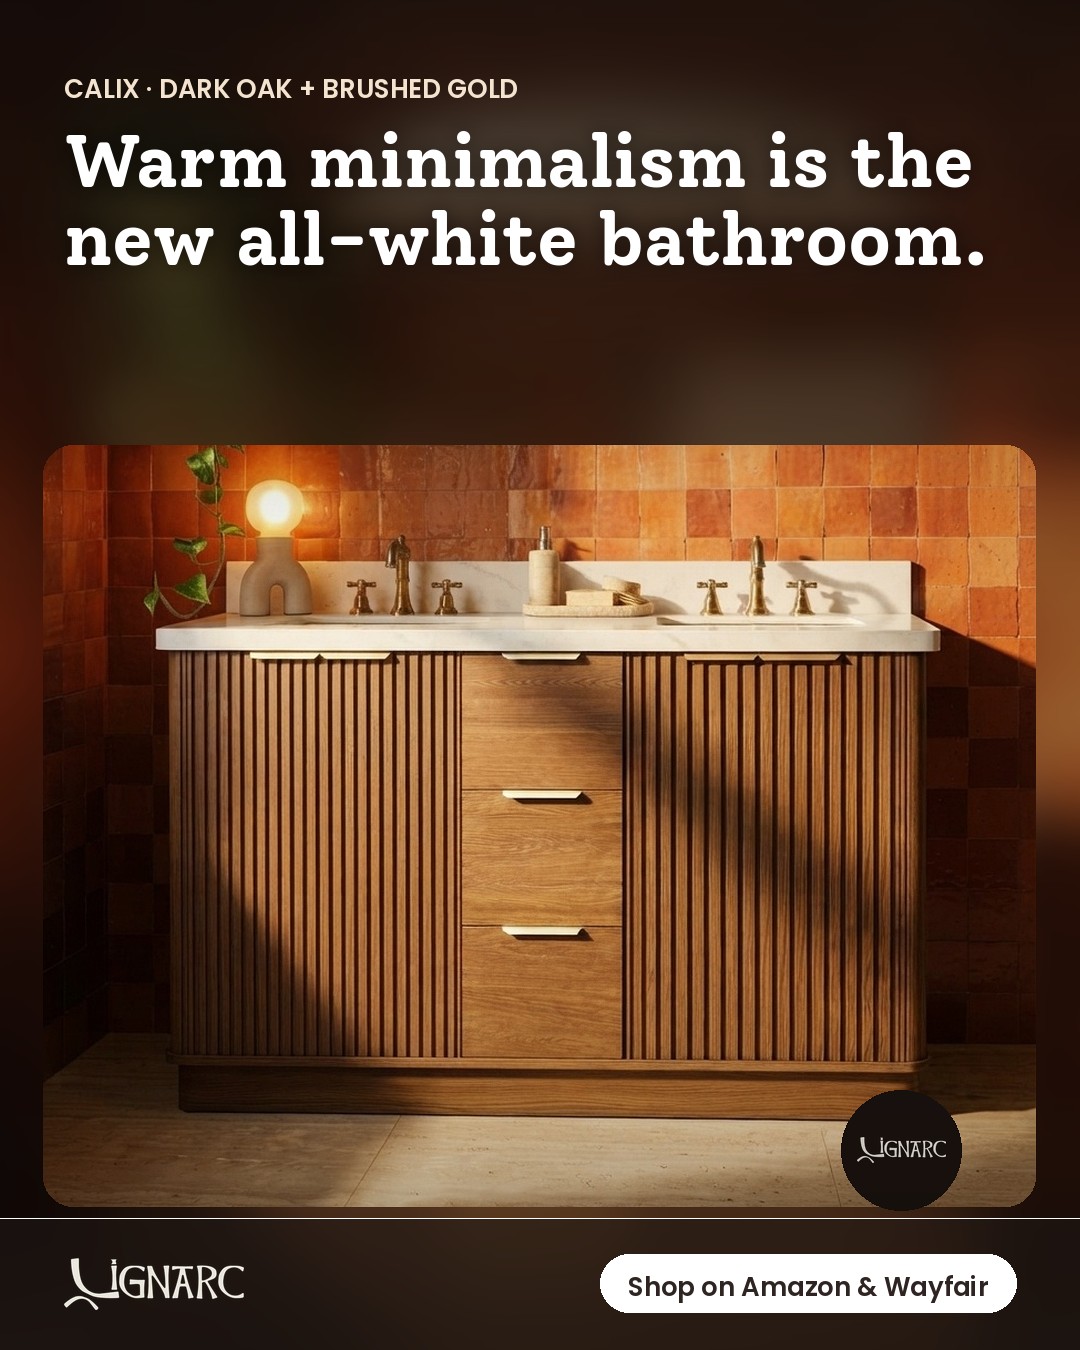 CALIX · DARK OAK + BRUSHED GOLD
Warm minimalism is the
new all-white bathroom.
LIGNARC
LIGNARC
Shop on Amazon & Wayfair